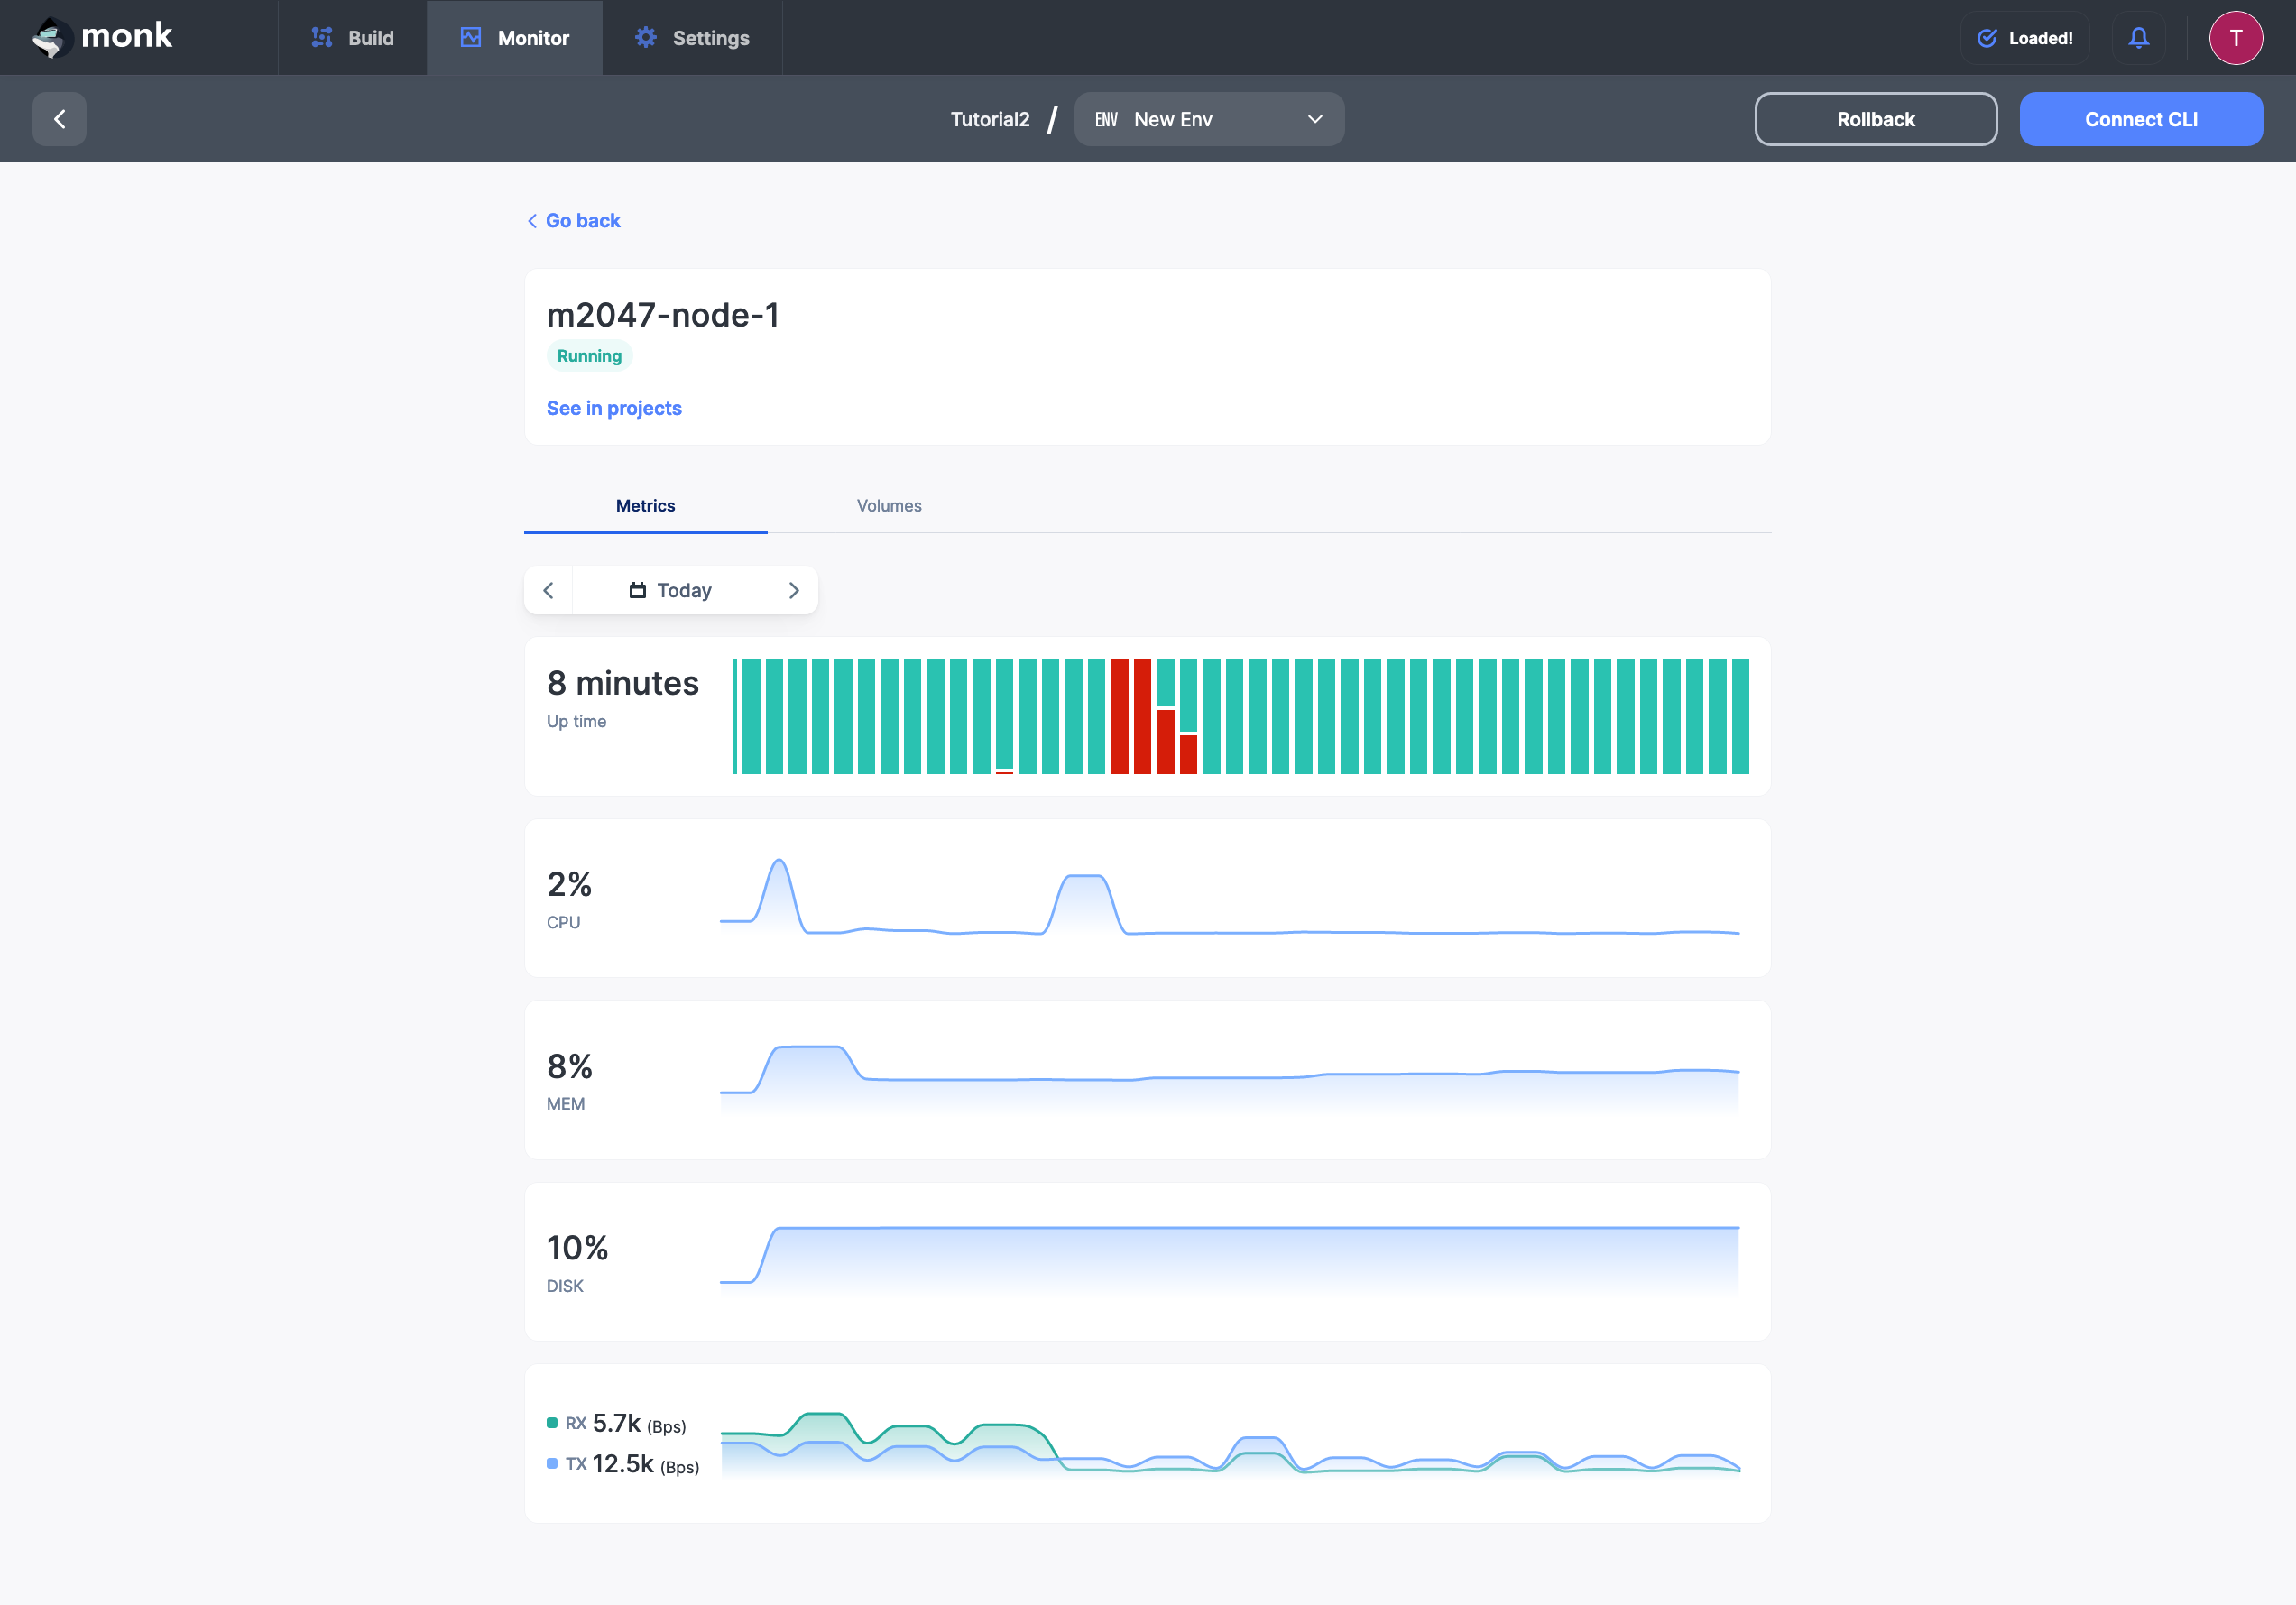 monk
Build
Monitor
Settings
Loaded!
T
Tutorial2 / ENV New Env
Rollback
Connect CLI
Go back
m2047-node-1
Running
See in projects
Metrics
Volumes
Today
8 minutes
Up time
2%
CPU
8%
MEM
10%
DISK
RX 5.7k (Bps)
TX 12.5k (Bps)